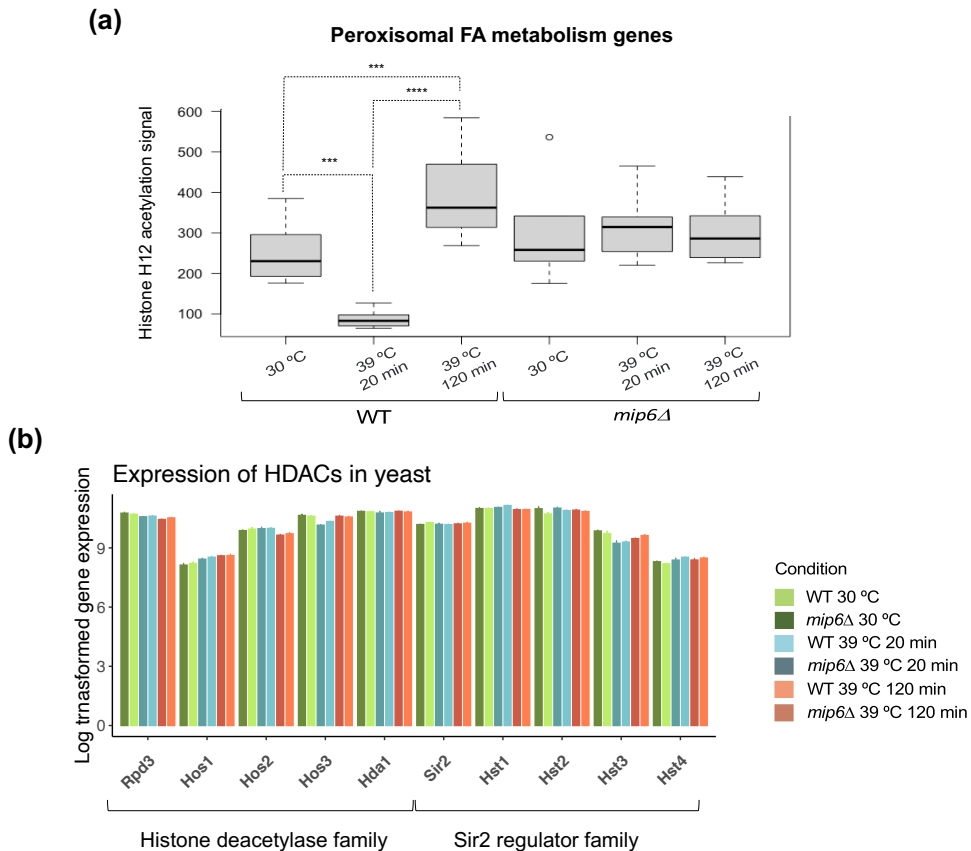 (a)
Peroxisomal FA metabolism genes
Histone H12 acetylation signal
600
500
400
300
200
100
***
****
***
30 ºC
39 ºC
20 min
39 ºC
120 min
30 ºC
39 ºC
20 min
39 ºC
120 min
WT
mip6Δ
(b)
Expression of HDACs in yeast
Log trnasformed gene expression
9
6
3
0
Rpd3
Hos1
Hos2
Hos3
Hda1
Sir2
Hst1
Hst2
Hst3
Hst4
Histone deacetylase family
Sir2 regulator family
Condition
WT 30 ºC
mip6Δ 30 ºC
WT 39 ºC 20 min
mip6Δ 39 ºC 20 min
WT 39 ºC 120 min
mip6Δ 39 ºC 120 min